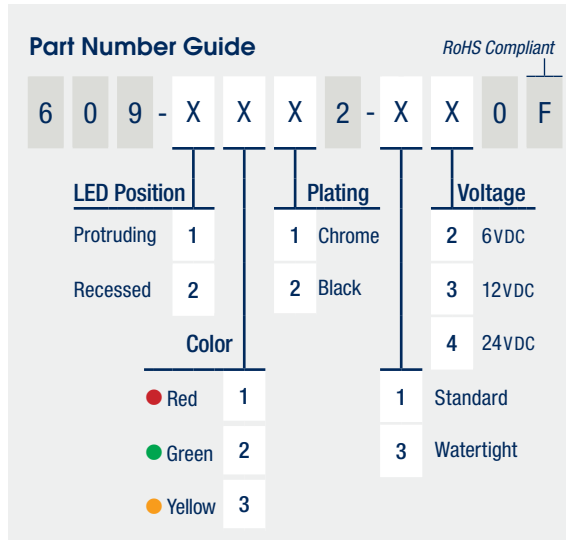 Part Number Guide
RoHS Compliant
6 0 9 - X X X 2 - X X 0 F
LED Position
Protruding 1
Recessed 2
Plating
1 Chrome
2 Black
Voltage
2 6VDC
3 12VDC
4 24VDC
Color
Red 1
Green 2
Yellow 3
1 Standard
3 Watertight